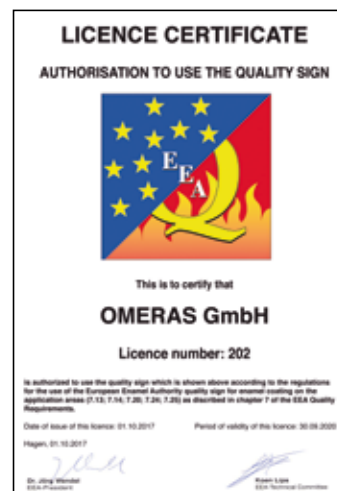 LICENCE CERTIFICATE
AUTHORISATION TO USE THE QUALITY SIGN
EEA
Q
This is to certify that
OMERAS GmbH
Licence number: 202
is authorized to use the quality sign which is shown above according to the regulations
for the use of the European Enamel Authority quality sign for enamel coating on the
application areas (7.13; 7.14; 7.20; 7.24; 7.25) as discribed in chapter 7 of the EEA Quality
Requirements.
Date of issue of this licence: 01.10.2017 Period of validity of this licence: 30.09.2020
Hagen, 01.10.2017
Dr. Jörg Wendel Koen Lips
EEA-President EEA-Technical Committee